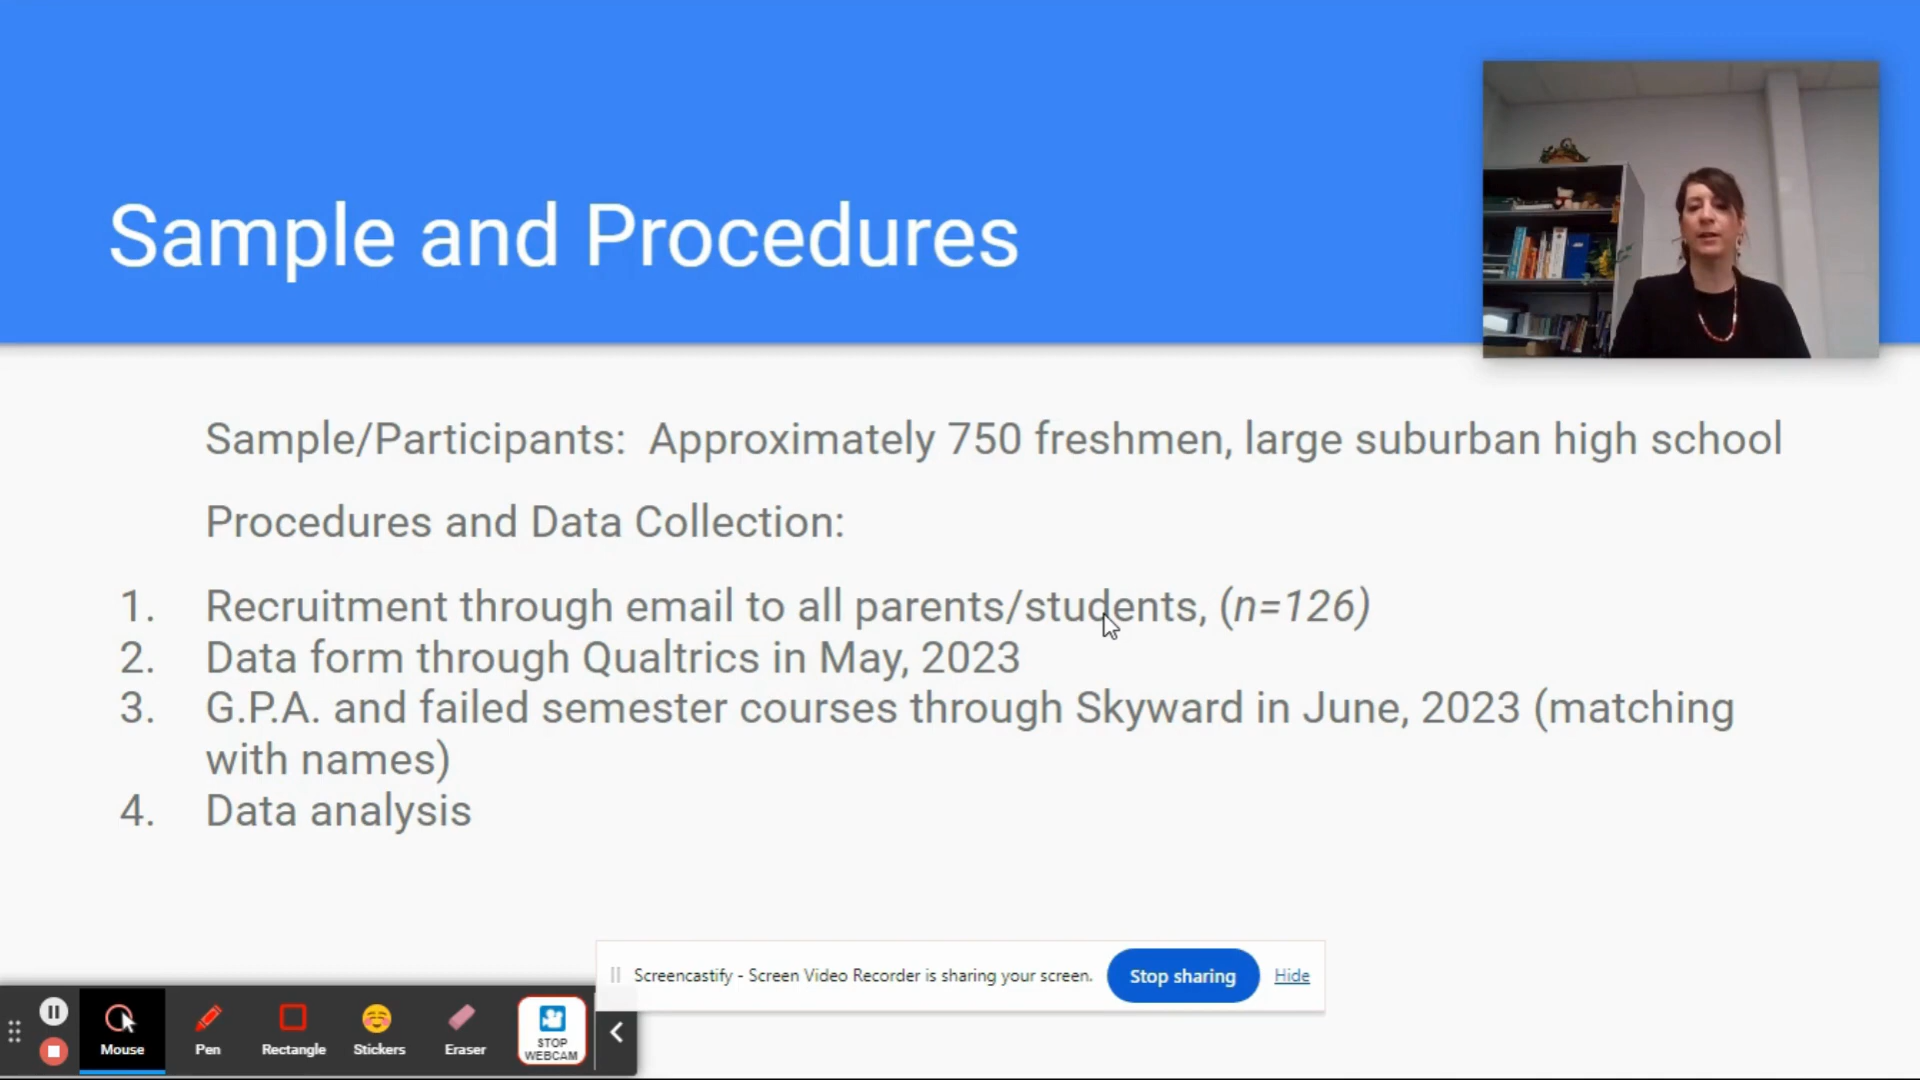 Sample and Procedures
Sample/Participants: Approximately 750 freshmen, large suburban high school
Procedures and Data Collection:
1. Recruitment through email to all parents/students, (n=126)
2. Data form through Qualtrics in May, 2023
3. G.P.A. and failed semester courses through Skyward in June, 2023 (matching
with names)
4. Data analysis
Screencastify - Screen Video Recorder is sharing your screen.
Stop sharing
Hide
Mouse
Pen
Rectangle
Stickers
Eraser
STOP
WEBCAM